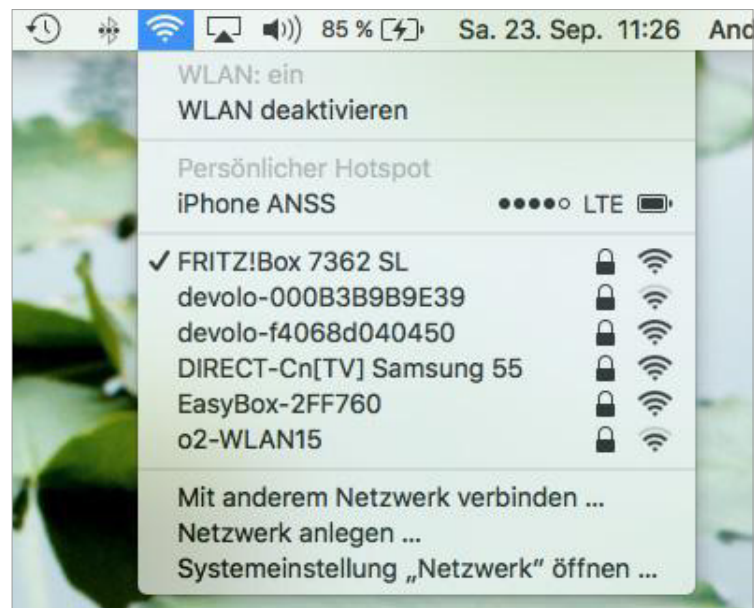 85 % Sa. 23. Sep. 11:26 And
WLAN: ein
WLAN deaktivieren
Persönlicher Hotspot
iPhone ANSS LTE
FRITZ!Box 7362 SL
devolo-000B3B9B9E39
devolo-f4068d040450
DIRECT-Cn[TV] Samsung 55
EasyBox-2FF760
o2-WLAN15
Mit anderem Netzwerk verbinden ...
Netzwerk anlegen ...
Systemeinstellung „Netzwerk“ öffnen ...